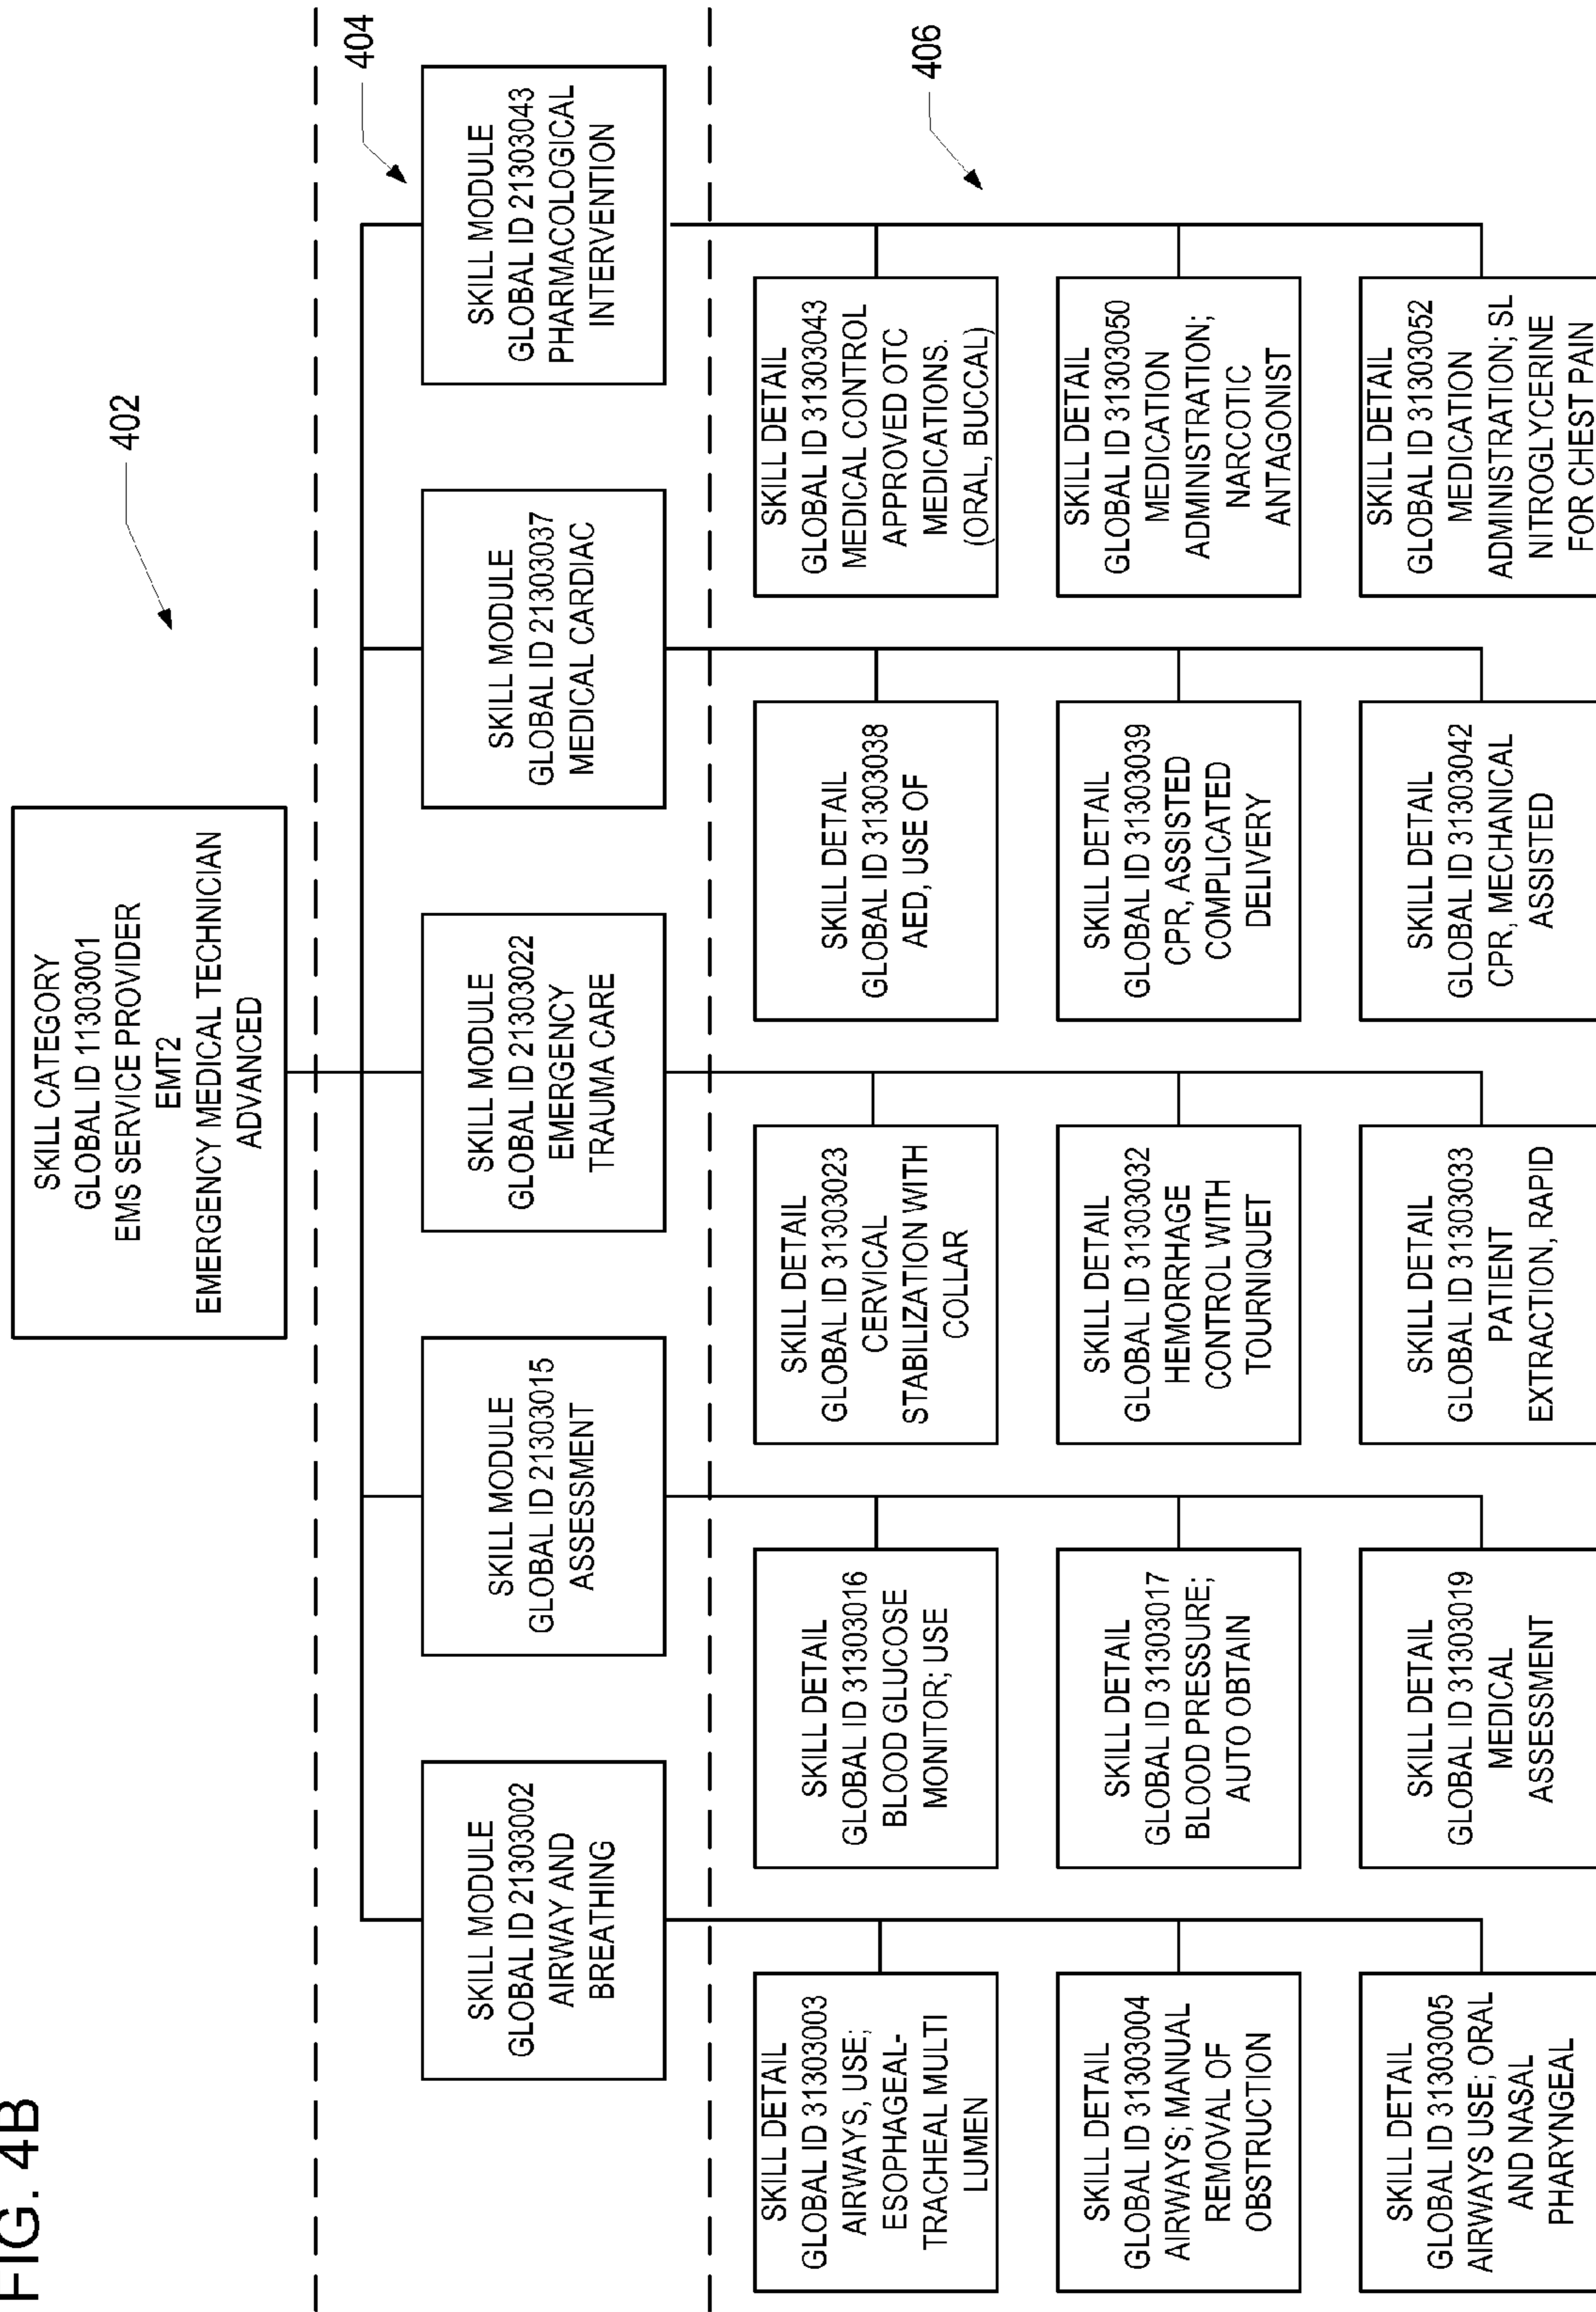 FIG. 4B
SKILL CATEGORY
GLOBAL ID 11303001
EMS SERVICE PROVIDER
EMT2
EMERGENCY MEDICAL TECHNICIAN
ADVANCED
402
404
SKILL MODULE
GLOBAL ID 21303002
AIRWAY AND
BREATHING
SKILL MODULE
GLOBAL ID 21303015
ASSESSMENT
SKILL MODULE
GLOBAL ID 21303022
EMERGENCY
TRAUMA CARE
SKILL MODULE
GLOBAL ID 21303037
MEDICAL CARDIAC
SKILL MODULE
GLOBAL ID 21303043
PHARMACOLOGICAL
INTERVENTION
406
SKILL DETAIL
GLOBAL ID 31303003
AIRWAYS, USE;
ESOPHAGEAL-
TRACHEAL MULTI
LUMEN
SKILL DETAIL
GLOBAL ID 31303016
BLOOD GLUCOSE
MONITOR; USE
SKILL DETAIL
GLOBAL ID 31303023
CERVICAL
STABILIZATION WITH
COLLAR
SKILL DETAIL
GLOBAL ID 31303038
AED, USE OF
SKILL DETAIL
GLOBAL ID 31303043
MEDICAL CONTROL
APPROVED OTC
MEDICATIONS.
(ORAL, BUCCAL)
SKILL DETAIL
GLOBAL ID 31303004
AIRWAYS; MANUAL
REMOVAL OF
OBSTRUCTION
SKILL DETAIL
GLOBAL ID 31303017
BLOOD PRESSURE;
AUTO OBTAIN
SKILL DETAIL
GLOBAL ID 31303032
HEMORRHAGE
CONTROL WITH
TOURNIQUET
SKILL DETAIL
GLOBAL ID 31303039
CPR, ASSISTED
COMPLICATED
DELIVERY
SKILL DETAIL
GLOBAL ID 31303050
MEDICATION
ADMINISTRATION;
NARCOTIC
ANTAGONIST
SKILL DETAIL
GLOBAL ID 31303005
AIRWAYS USE; ORAL
AND NASAL
PHARYNGEAL
SKILL DETAIL
GLOBAL ID 31303019
MEDICAL
ASSESSMENT
SKILL DETAIL
GLOBAL ID 31303033
PATIENT
EXTRACTION, RAPID
SKILL DETAIL
GLOBAL ID 31303042
CPR, MECHANICAL
ASSISTED
SKILL DETAIL
GLOBAL ID 31303052
MEDICATION
ADMINISTRATION; SL
NITROGLYCERINE
FOR CHEST PAIN